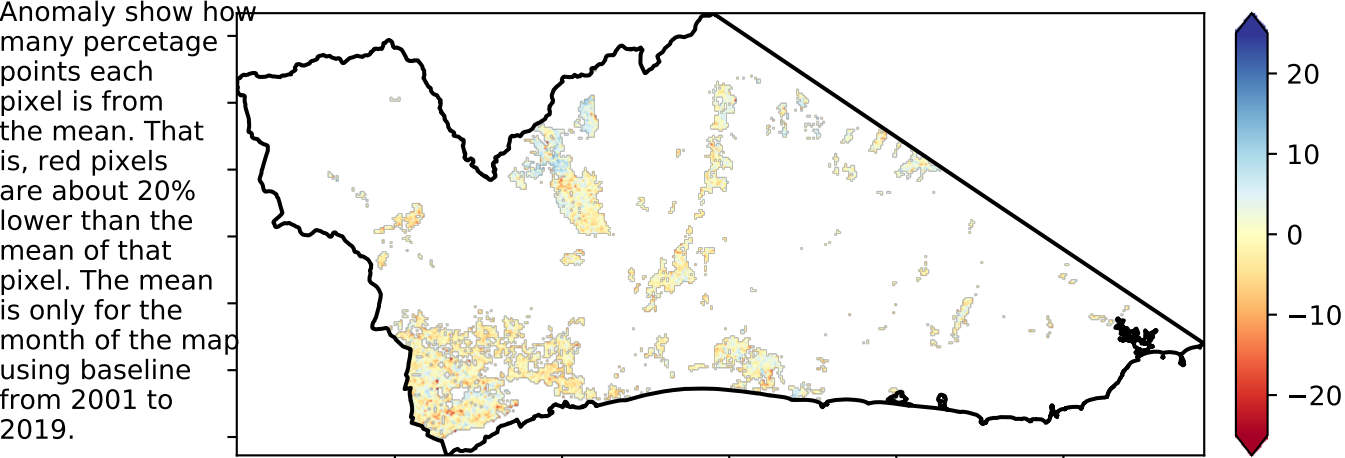 Anomaly show how
many percetage
points each
pixel is from
the mean. That
is, red pixels
are about 20%
lower than the
mean of that
pixel. The mean
is only for the
month of the map
using baseline
from 2001 to
2019.
20
10
0
−10
−20